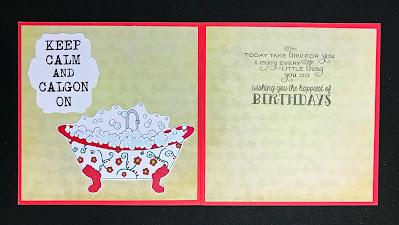 KEEP
CALM
AND
CALGON
ON
TODAY TAKE time FOR you
& enjoy EVERY
LITTLE thing
you DO
wishing you the happiest of
BIRTHDAYS